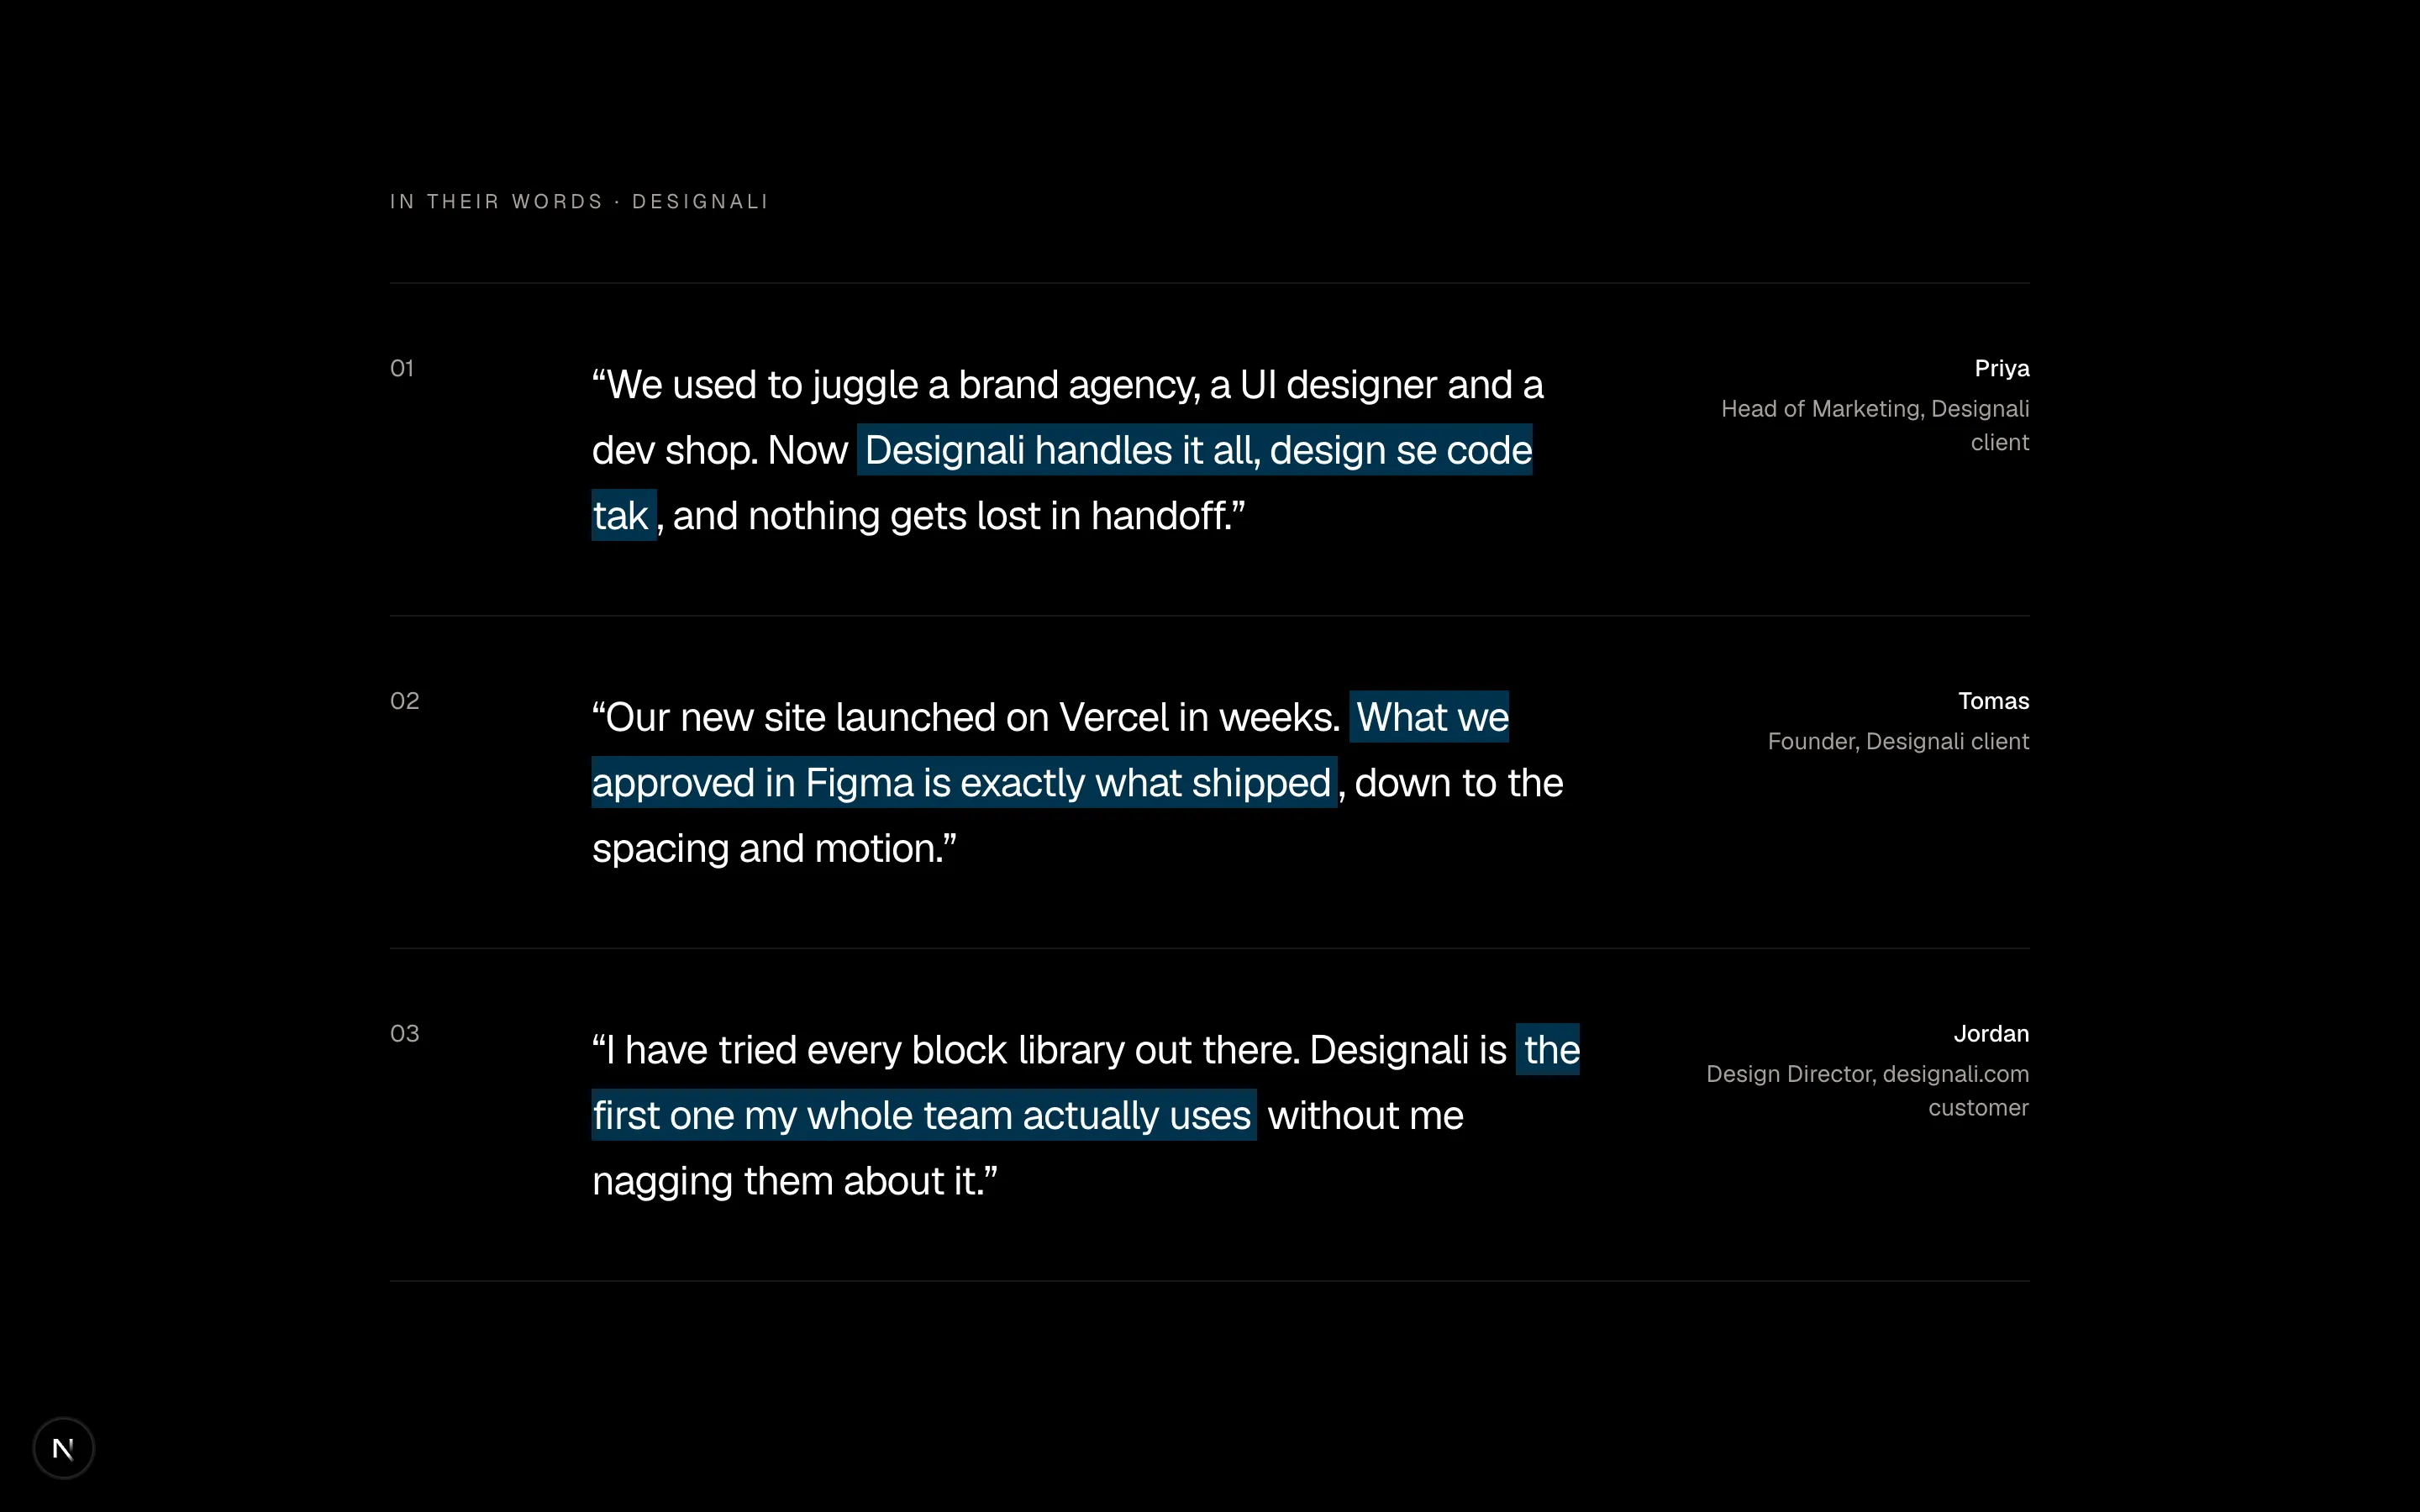 IN THEIR WORDS · DESIGNALI
01
“We used to juggle a brand agency, a UI designer and a
dev shop. Now Designali handles it all, design se code
tak , and nothing gets lost in handoff.”
Priya
Head of Marketing, Designali
client
02
“Our new site launched on Vercel in weeks. What we
approved in Figma is exactly what shipped , down to the
spacing and motion.”
Tomas
Founder, Designali client
03
“I have tried every block library out there. Designali is the
first one my whole team actually uses without me
nagging them about it.”
Jordan
Design Director, designali.com
customer
N